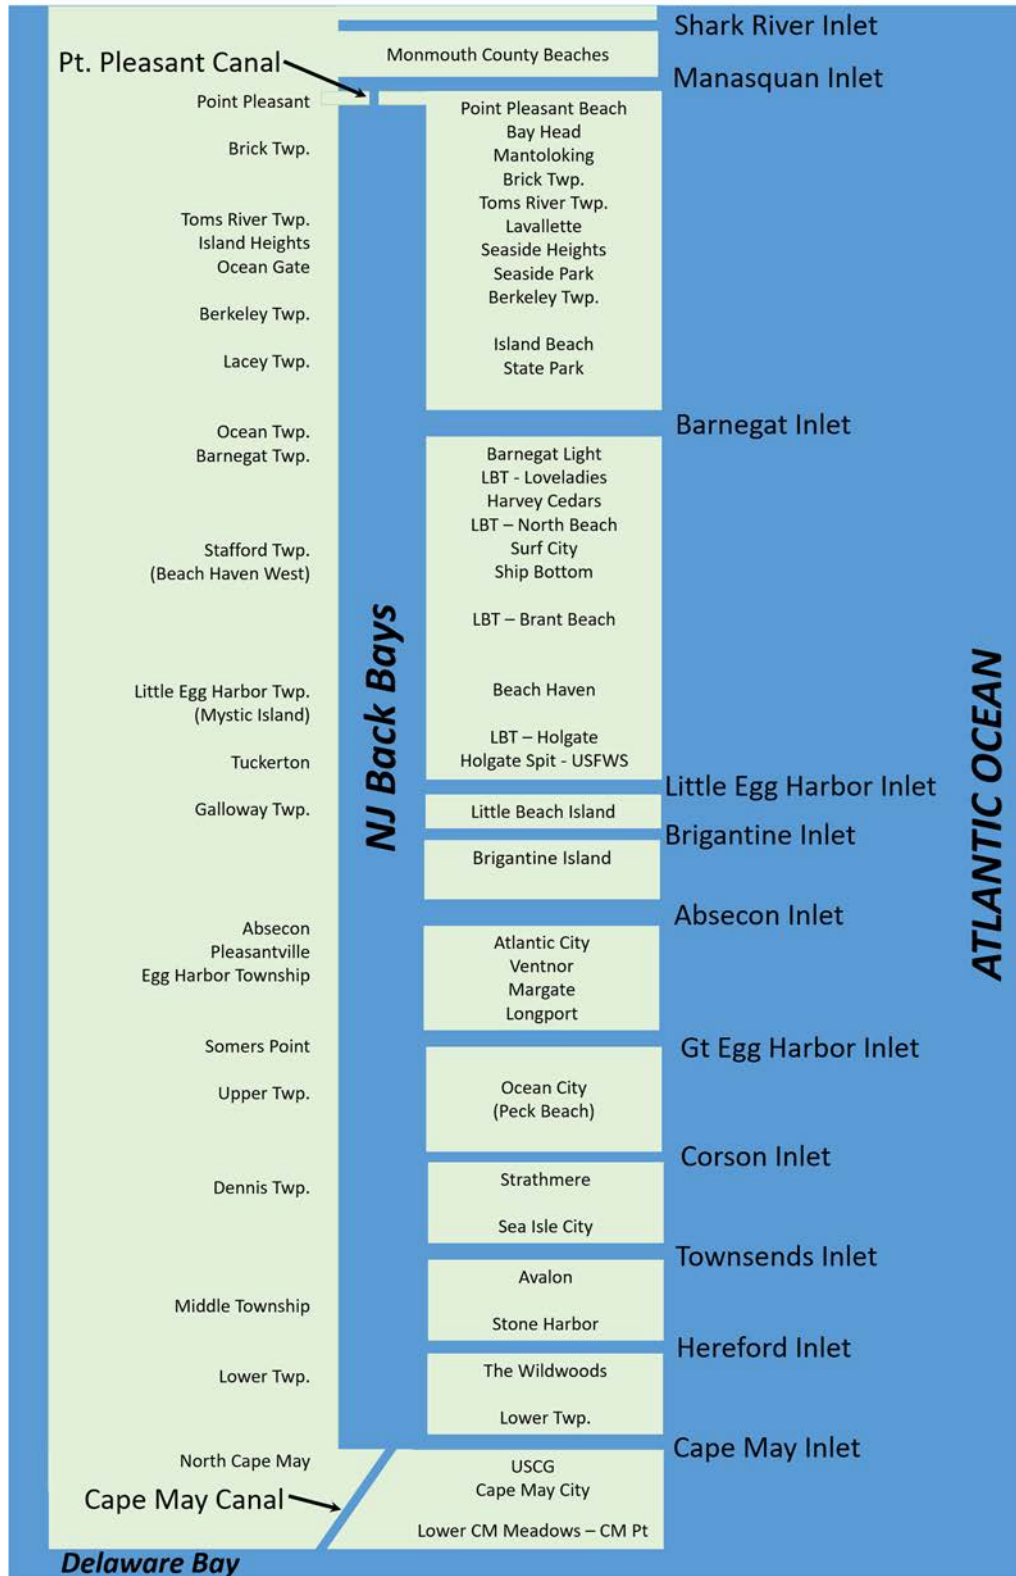 Shark River Inlet
Monmouth County Beaches
Pt. Pleasant Canal
Manasquan Inlet
Point Pleasant
Point Pleasant Beach
Bay Head
Brick Twp.
Mantoloking
Brick Twp.
Toms River Twp.
Toms River Twp.
Lavallette
Island Heights
Seaside Heights
Ocean Gate
Seaside Park
Berkeley Twp.
Berkeley Twp.
Island Beach
Lacey Twp.
State Park
Barnegat Inlet
Ocean Twp.
Barnegat Twp.
Barnegat Light
LBT - Loveladies
Harvey Cedars
LBT – North Beach
Stafford Twp.
Surf City
(Beach Haven West)
Ship Bottom
LBT – Brant Beach
NJ Back Bays
ATLANTIC OCEAN
Little Egg Harbor Twp.
Beach Haven
(Mystic Island)
LBT – Holgate
Tuckerton
Holgate Spit - USFWS
Little Egg Harbor Inlet
Galloway Twp.
Little Beach Island
Brigantine Inlet
Brigantine Island
Absecon Inlet
Absecon
Atlantic City
Pleasantville
Ventnor
Egg Harbor Township
Margate
Longport
Somers Point
Gt Egg Harbor Inlet
Upper Twp.
Ocean City
(Peck Beach)
Corson Inlet
Dennis Twp.
Strathmere
Sea Isle City
Townsends Inlet
Avalon
Middle Township
Stone Harbor
Hereford Inlet
Lower Twp.
The Wildwoods
Lower Twp.
Cape May Inlet
North Cape May
USCG
Cape May City
Cape May Canal
Lower CM Meadows – CM Pt
Delaware Bay